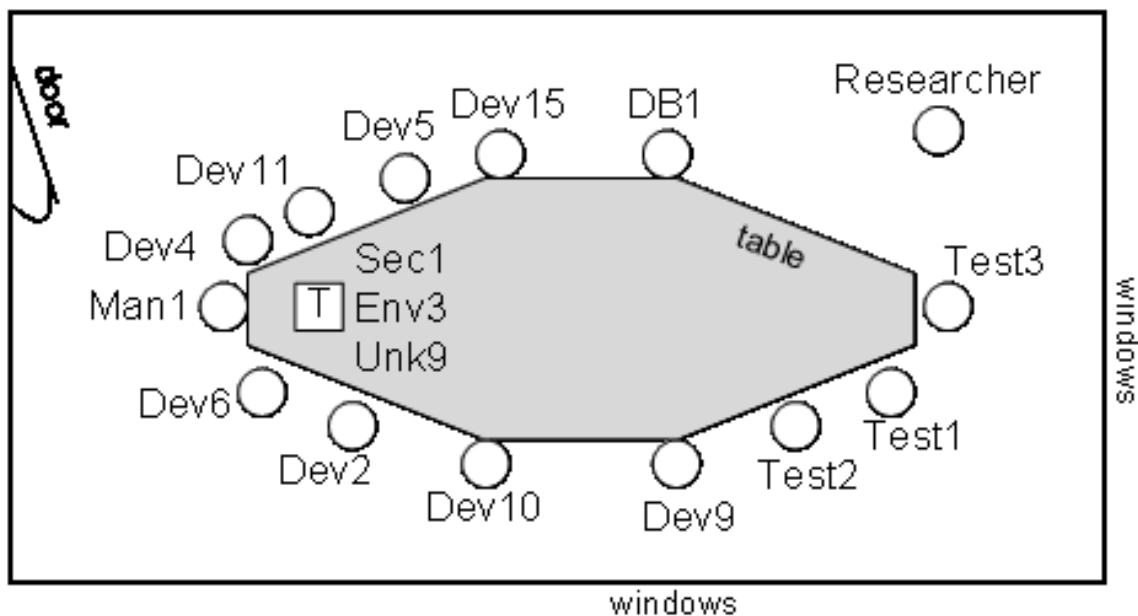 door
Researcher
Dev15
DB1
Dev5
Dev11
Dev4
Sec1
table
Test3
Man1
T
Env3
Unk9
windows
Dev6
Test1
Dev2
Test2
Dev10
Dev9
windows